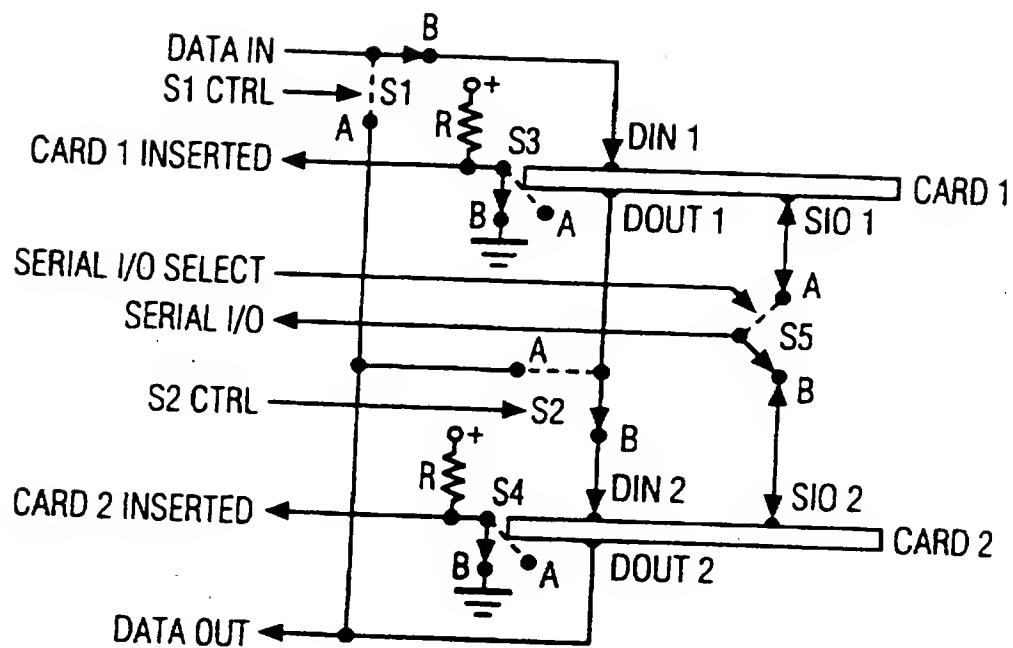 B
DATA IN
S1 CTRL
S1
+
A
R
S3
DIN 1
CARD 1 INSERTED
CARD 1
B
A
DOUT 1
SIO 1
SERIAL I/O SELECT
A
SERIAL I/O
S5
A
B
S2 CTRL
S2
+
B
R
S4
DIN 2
SIO 2
CARD 2 INSERTED
CARD 2
B
A
DOUT 2
DATA OUT